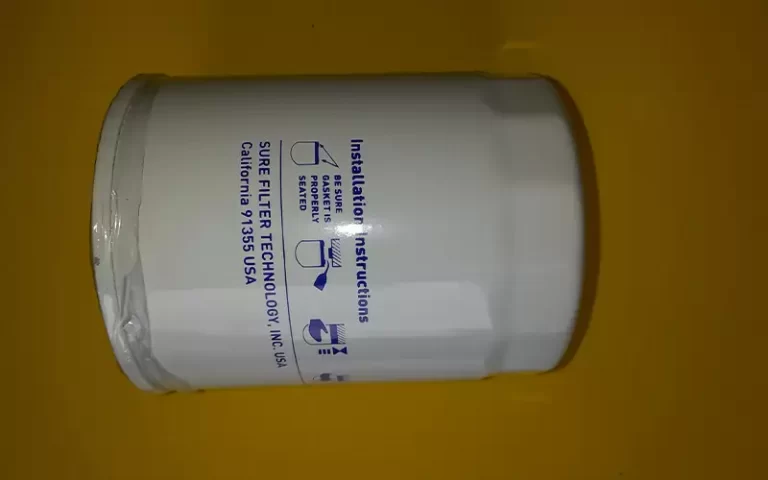 Installation Instructions
BE SURE
GASKET IS
PROPERLY
SEATED
SURE FILTER TECHNOLOGY, INC. USA
California 91355 USA